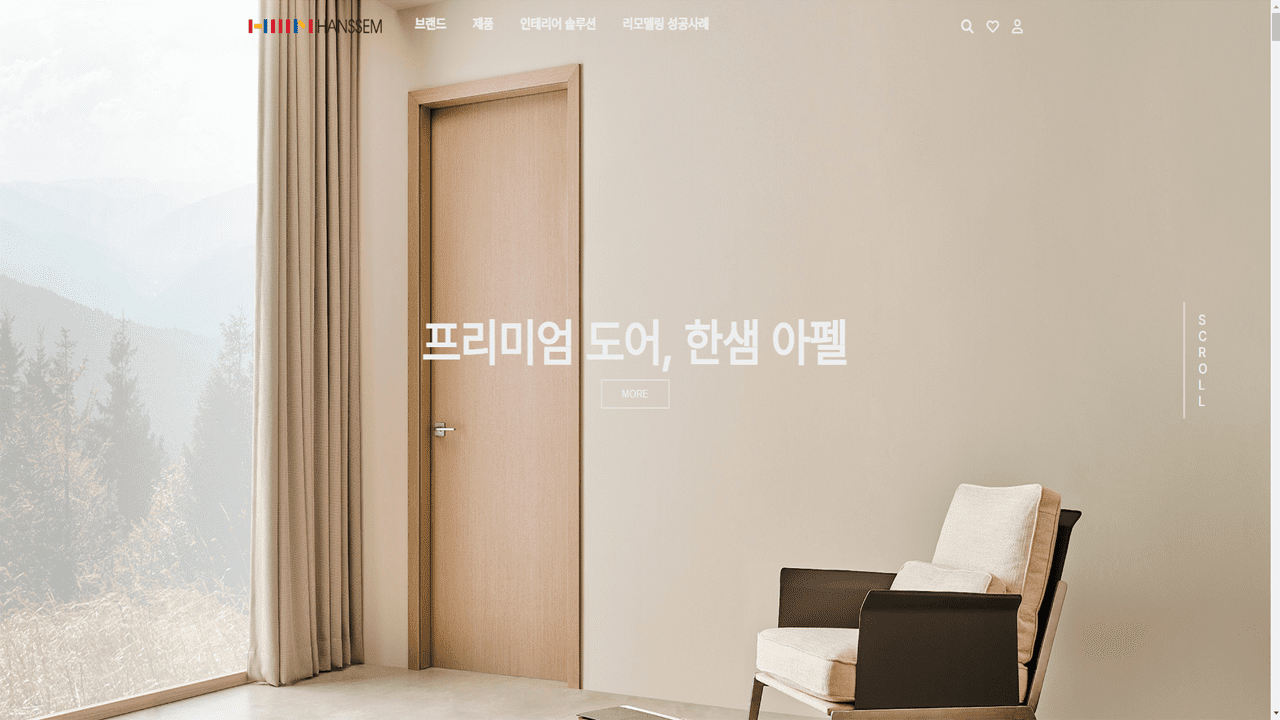 HANSSEM
브랜드
제품
인테리어 솔루션
리모델링 성공사례
프리미엄 도어, 한샘 아펠
MORE
SCROLL